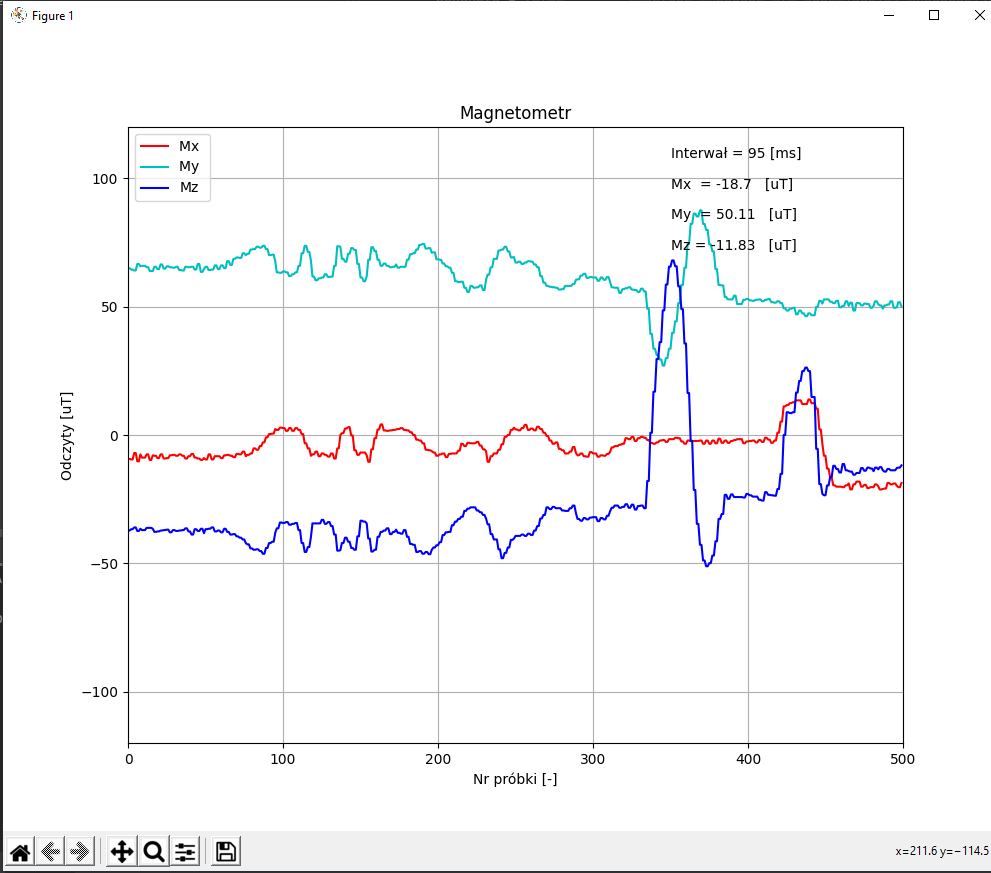 Figure 1
Magnetometr
Mx
My
Mz
Interwał = 95 [ms]
Mx = -18.7 [uT]
My = 50.11 [uT]
Mz = -11.83 [uT]
100
50
0
−50
−100
Odczyty [uT]
0 100 200 300 400 500
Nr próbki [-]
x=211.6 y=−114.5